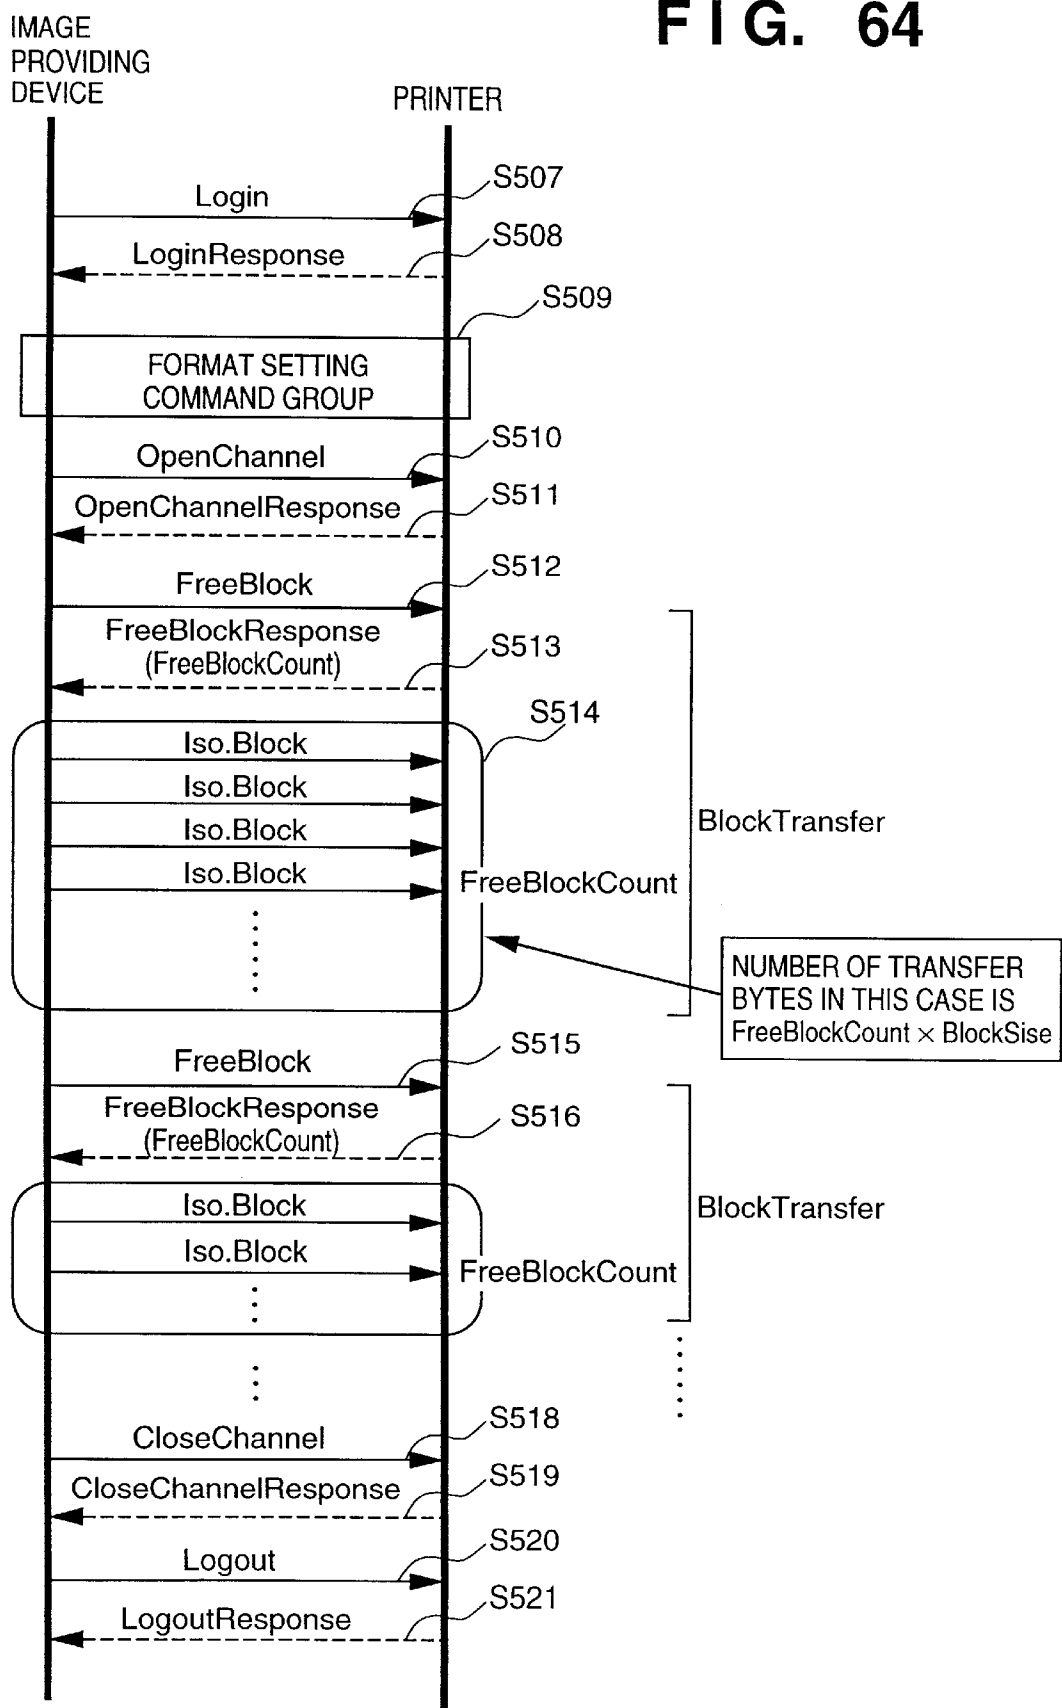 FIG. 64
IMAGE
PROVIDING
DEVICE
PRINTER
Login
S507
LoginResponse
S508
S509
FORMAT SETTING
COMMAND GROUP
OpenChannel
S510
OpenChannelResponse
S511
FreeBlock
S512
FreeBlockResponse
(FreeBlockCount)
S513
S514
Iso.Block
Iso.Block
Iso.Block
Iso.Block
FreeBlockCount
BlockTransfer
NUMBER OF TRANSFER
BYTES IN THIS CASE IS
FreeBlockCount × BlockSise
FreeBlock
S515
FreeBlockResponse
(FreeBlockCount)
S516
Iso.Block
Iso.Block
FreeBlockCount
BlockTransfer
CloseChannel
S518
CloseChannelResponse
S519
Logout
S520
LogoutResponse
S521